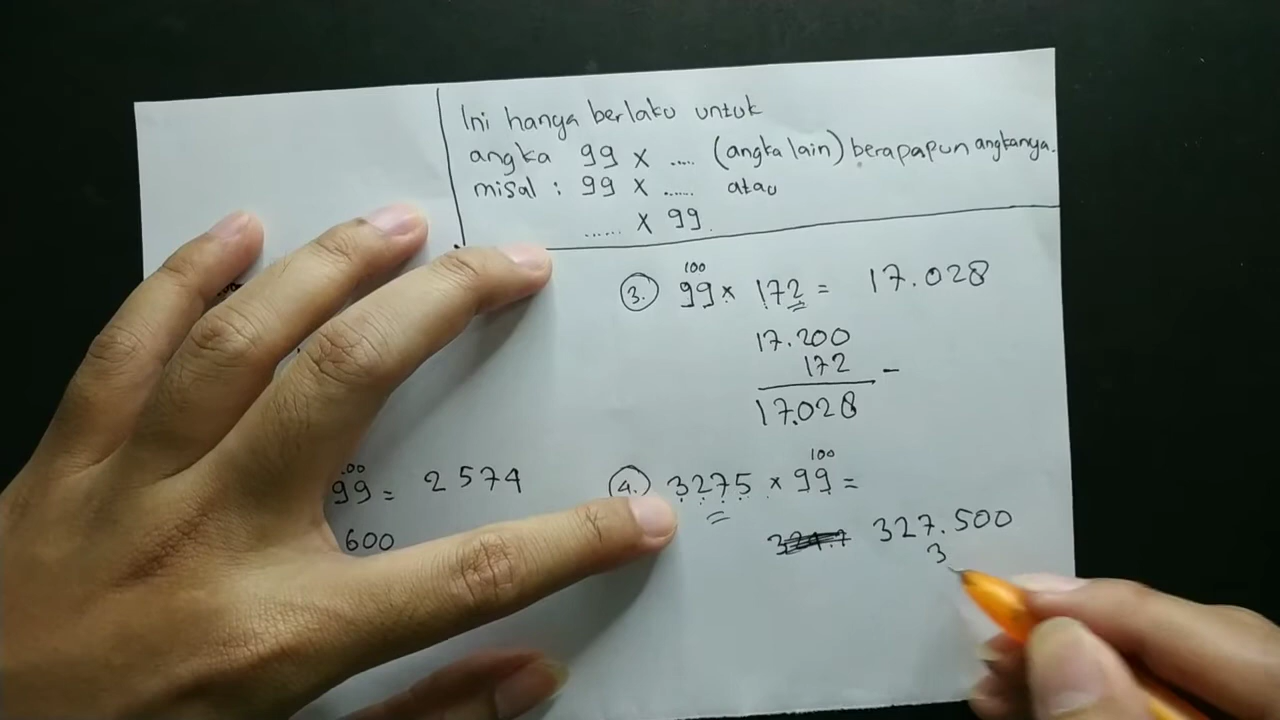 Ini hanya berlaku untuk
angka 99 x ..... (angka lain) berapapun angkanya.
misal : 99 x ...... atau
...... x 99.
100
3. 99 x 172 = 17.028
17.200
172 -
17.028
00
99 = 2574
600
100
4. 3275 x 99 =
327.500
3